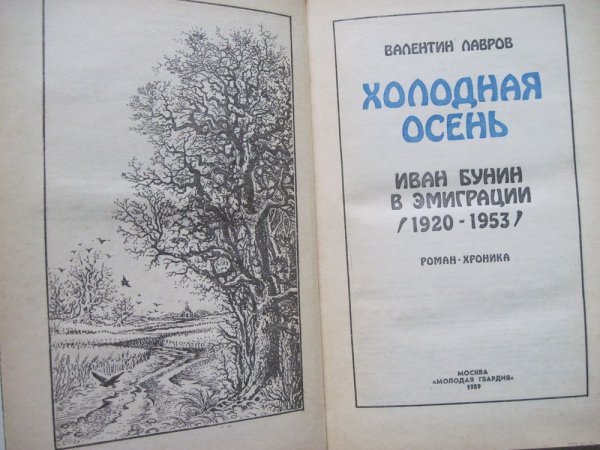 ВАЛЕНТИН ЛАВРОВ
ХОЛОДНАЯ
ОСЕНЬ
ИВАН БУНИН
В ЭМИГРАЦИИ
/1920-1953/
РОМАН-ХРОНИКА
МОСКВА
«МОЛОДАЯ ГВАРДИЯ»
1989